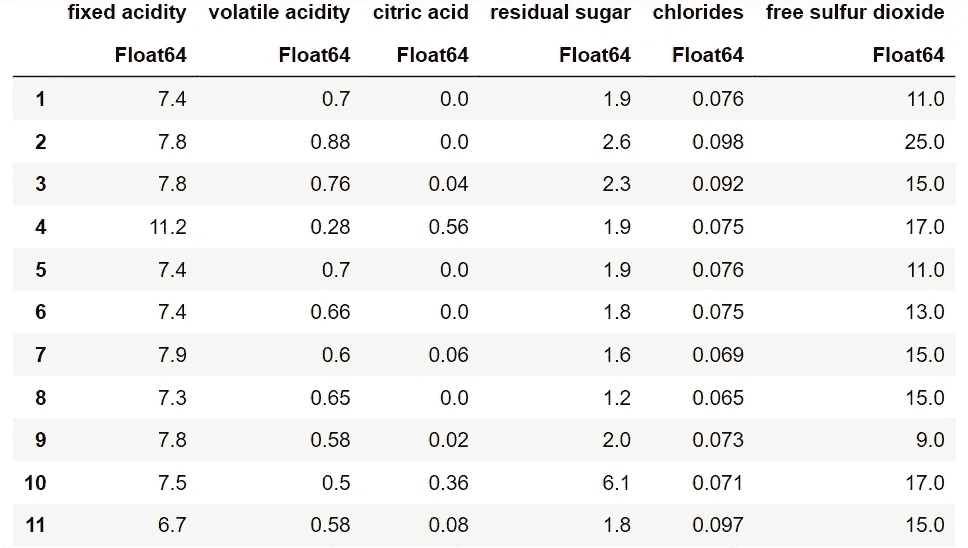 fixed acidity volatile acidity citric acid residual sugar chlorides free sulfur dioxide
Float64 Float64 Float64 Float64 Float64 Float64
1 7.4 0.7 0.0 1.9 0.076 11.0
2 7.8 0.88 0.0 2.6 0.098 25.0
3 7.8 0.76 0.04 2.3 0.092 15.0
4 11.2 0.28 0.56 1.9 0.075 17.0
5 7.4 0.7 0.0 1.9 0.076 11.0
6 7.4 0.66 0.0 1.8 0.075 13.0
7 7.9 0.6 0.06 1.6 0.069 15.0
8 7.3 0.65 0.0 1.2 0.065 15.0
9 7.8 0.58 0.02 2.0 0.073 9.0
10 7.5 0.5 0.36 6.1 0.071 17.0
11 6.7 0.58 0.08 1.8 0.097 15.0